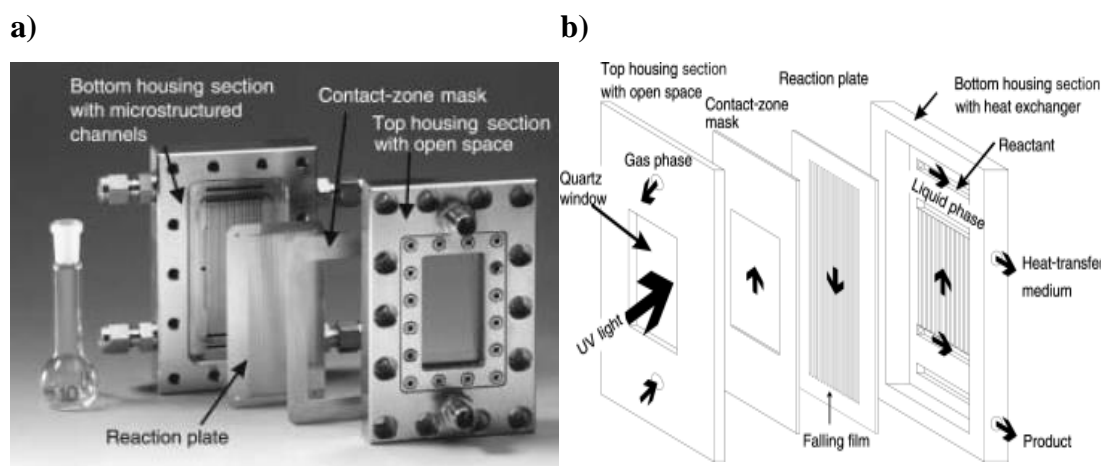 a)
Bottom housing section
with microstructured
channels
Contact-zone mask
Top housing section
with open space
Reaction plate
10
b)
Top housing section
with open space
Reaction plate
Bottom housing section
with heat exchanger
Contact-zone
mask
Reactant
Gas phase
Liquid phase
Quartz
window
Heat-transfer
medium
UV light
Falling film
Product